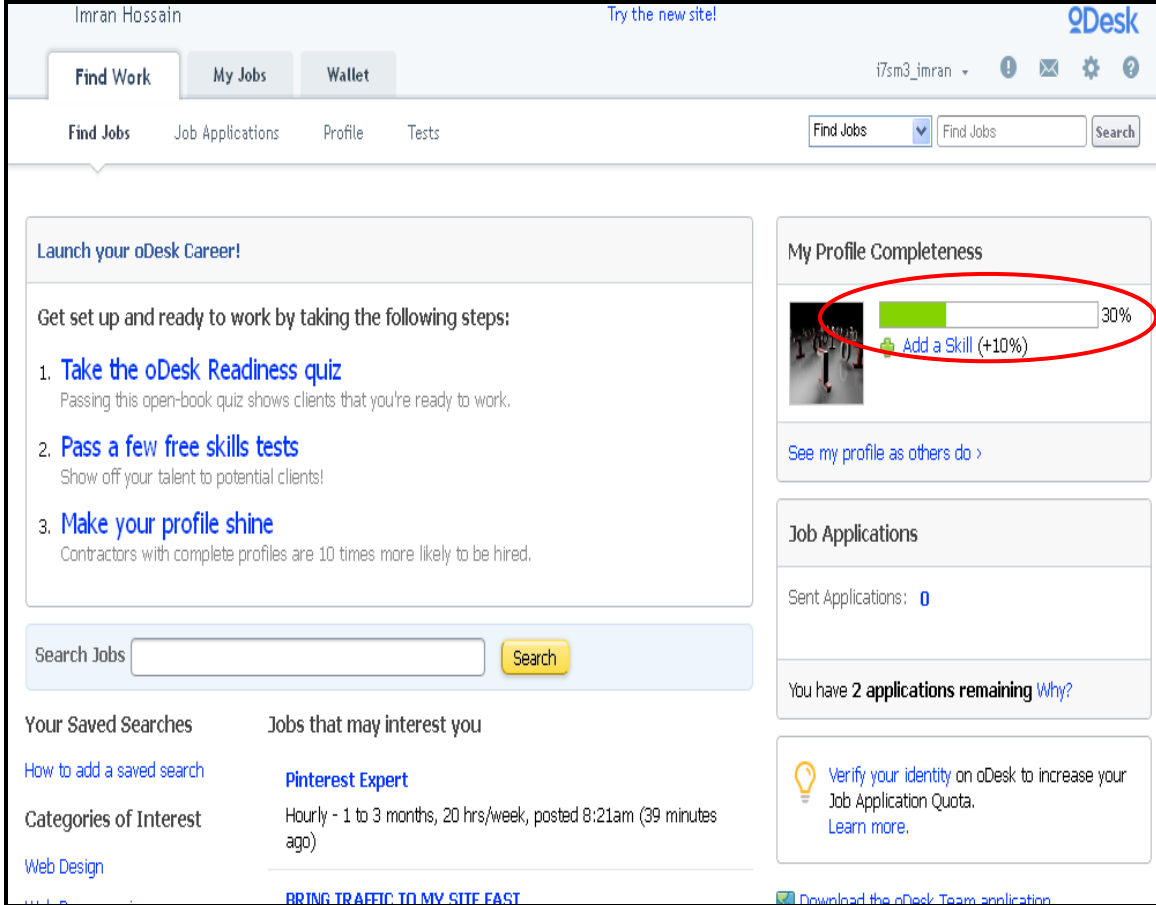 Imran Hossain
Try the new site!
oDesk
Find Work
My Jobs
Wallet
i7sm3_imran
Find Jobs
Job Applications
Profile
Tests
Find Jobs
Find Jobs
Search
Launch your oDesk Career!
Get set up and ready to work by taking the following steps:
1. Take the oDesk Readiness quiz
Passing this open-book quiz shows clients that you're ready to work.
2. Pass a few free skills tests
Show off your talent to potential clients!
3. Make your profile shine
Contractors with complete profiles are 10 times more likely to be hired.
Search Jobs
Search
Your Saved Searches
How to add a saved search
Categories of Interest
Web Design
Jobs that may interest you
Pinterest Expert
Hourly - 1 to 3 months, 20 hrs/week, posted 8:21am (39 minutes
ago)
BRING TRAFFIC TO MY SITE FAST
My Profile Completeness
30%
Add a Skill (+10%)
See my profile as others do ›
Job Applications
Sent Applications: 0
You have 2 applications remaining Why?
Verify your identity on oDesk to increase your
Job Application Quota.
Learn more.
Download the oDesk Team application